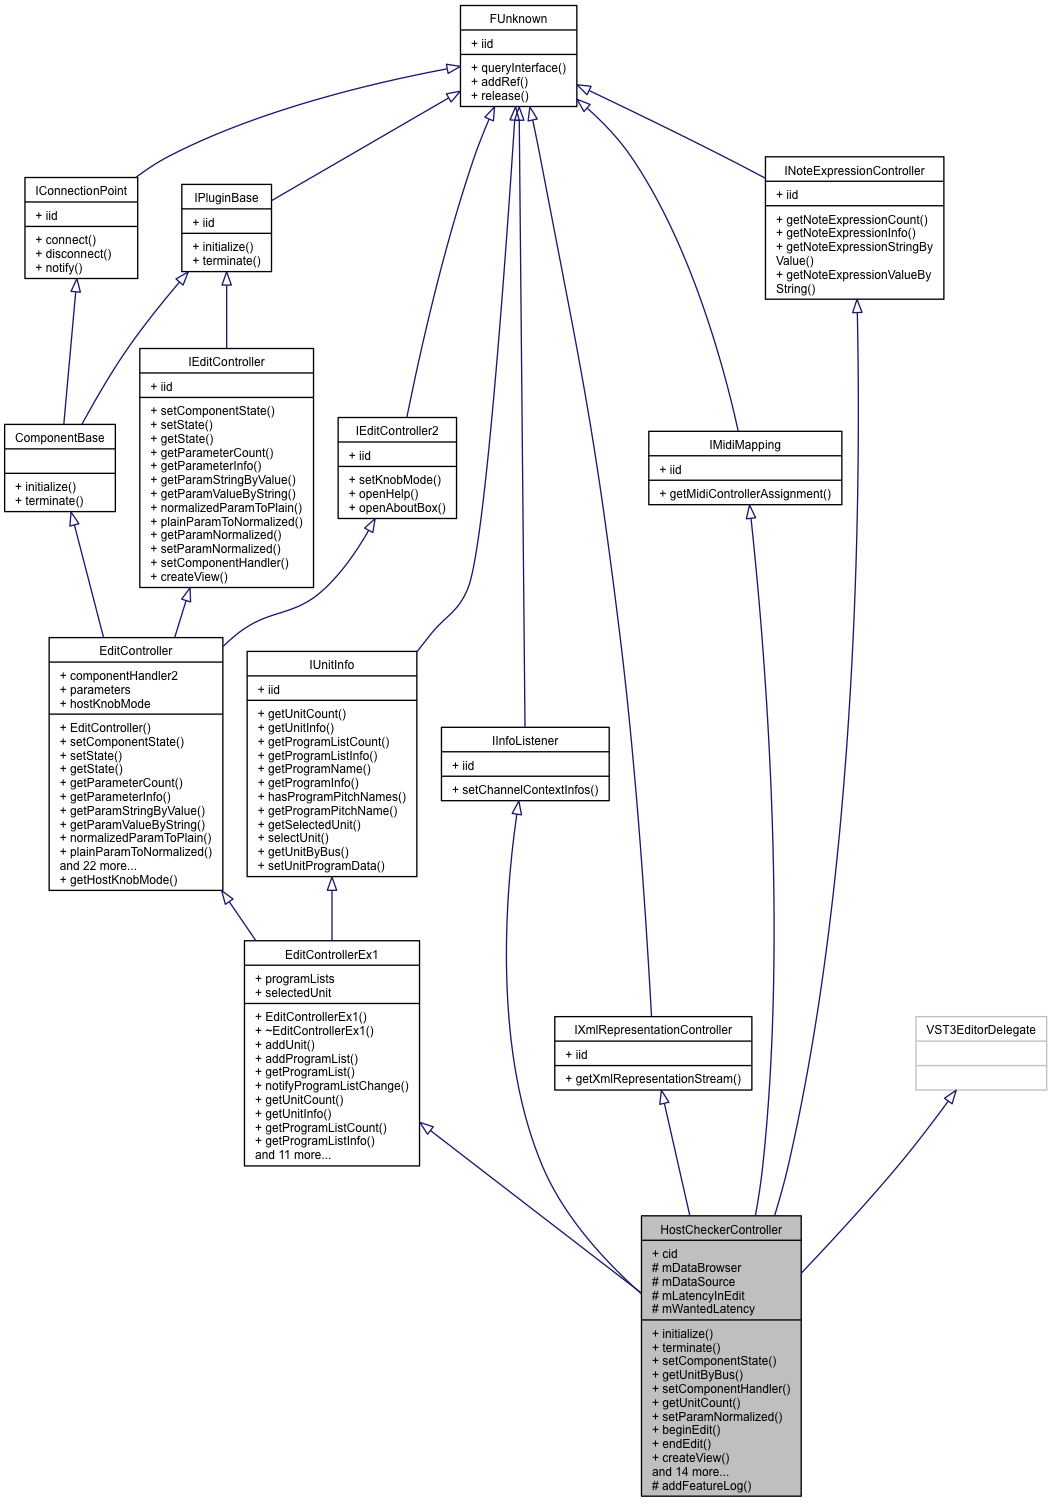 FUnknown
+ iid
+ queryInterface()
+ addRef()
+ release()
IConnectionPoint
+ iid
+ connect()
+ disconnect()
+ notify()
IPluginBase
+ iid
+ initialize()
+ terminate()
INoteExpressionController
+ iid
+ getNoteExpressionCount()
+ getNoteExpressionInfo()
+ getNoteExpressionStringBy
Value()
+ getNoteExpressionValueBy
String()
IEditController
+ iid
+ setComponentState()
+ setState()
+ getState()
+ getParameterCount()
+ getParameterInfo()
+ getParamStringByValue()
+ getParamValueByString()
+ normalizedParamToPlain()
+ plainParamToNormalized()
+ getParamNormalized()
+ setParamNormalized()
+ setComponentHandler()
+ createView()
ComponentBase
+ initialize()
+ terminate()
IEditController2
+ iid
+ setKnobMode()
+ openHelp()
+ openAboutBox()
IMidiMapping
+ iid
+ getMidiControllerAssignment()
EditController
+ componentHandler2
+ parameters
+ hostKnobMode
+ EditController()
+ setComponentState()
+ setState()
+ getState()
+ getParameterCount()
+ getParameterInfo()
+ getParamStringByValue()
+ getParamValueByString()
+ normalizedParamToPlain()
+ plainParamToNormalized()
and 22 more...
+ getHostKnobMode()
IUnitInfo
+ iid
+ getUnitCount()
+ getUnitInfo()
+ getProgramListCount()
+ getProgramListInfo()
+ getProgramName()
+ getProgramInfo()
+ hasProgramPitchNames()
+ getProgramPitchName()
+ getSelectedUnit()
+ selectUnit()
+ getUnitByBus()
+ setUnitProgramData()
IInfoListener
+ iid
+ setChannelContextInfos()
EditControllerEx1
+ programLists
+ selectedUnit
+ EditControllerEx1()
+ ~EditControllerEx1()
+ addUnit()
+ addProgramList()
+ getProgramList()
+ notifyProgramListChange()
+ getUnitCount()
+ getUnitInfo()
+ getProgramListCount()
+ getProgramListInfo()
and 11 more...
IXmlRepresentationController
+ iid
+ getXmlRepresentationStream()
VST3EditorDelegate
HostCheckerController
+ cid
# mDataBrowser
# mDataSource
# mLatencyInEdit
# mWantedLatency
+ initialize()
+ terminate()
+ setComponentState()
+ getUnitByBus()
+ setComponentHandler()
+ getUnitCount()
+ setParamNormalized()
+ beginEdit()
+ endEdit()
+ createView()
and 14 more...
# addFeatureLog()